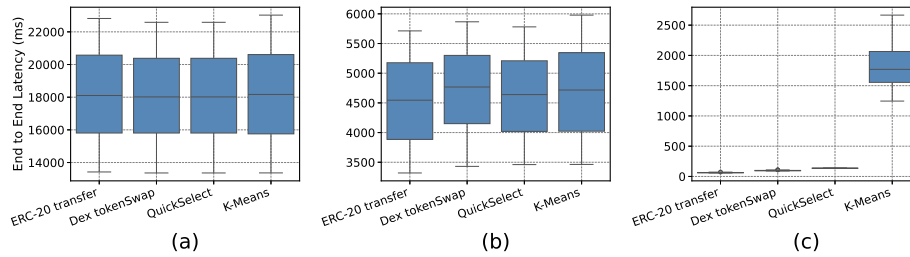 End to End Latency (ms)
22000
20000
18000
16000
14000
ERC-20 transfer
Dex tokenSwap
QuickSelect
K-Means
(a)
6000
5500
5000
4500
4000
3500
ERC-20 transfer
Dex tokenSwap
QuickSelect
K-Means
(b)
2500
2000
1500
1000
500
0
ERC-20 transfer
Dex tokenSwap
QuickSelect
K-Means
(c)